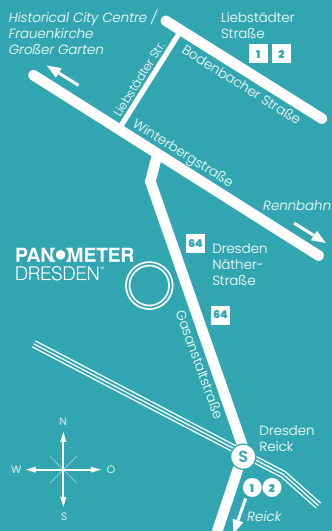 Historical City Centre /
Frauenkirche
Großer Garten
Liebstädter
Straße
1 2
Liebstädter Str.
Bodenbacher Straße
Winterbergstraße
Rennbahn
64
Dresden
Näther-
Straße
PANOMETER
DRESDEN°
64
Gasanstaltstraße
Dresden
Reick
S
1 2
Reick
N
W O
S